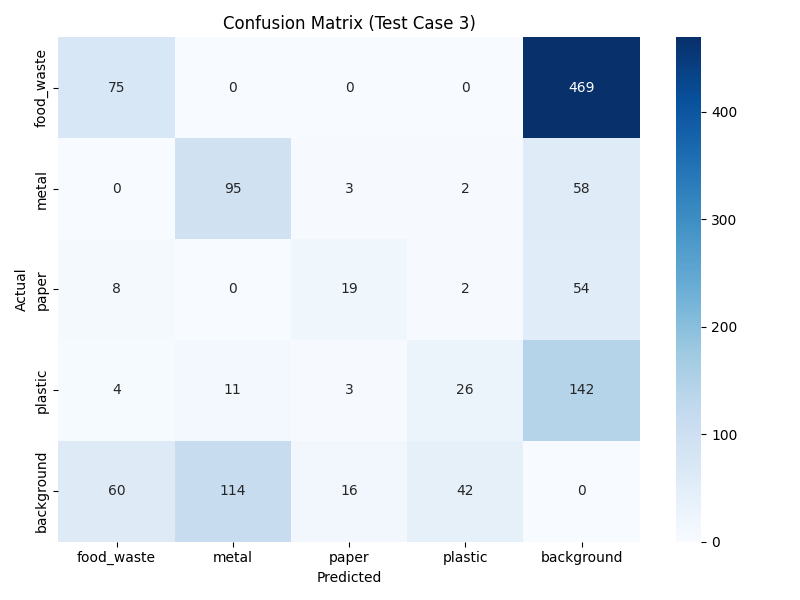 Confusion Matrix (Test Case 3)
food_waste 75 0 0 0 469
metal 0 95 3 2 58
paper 8 0 19 2 54
plastic 4 11 3 26 142
background 60 114 16 42 0
food_waste metal paper plastic background
Predicted
Actual
400
300
200
100
0